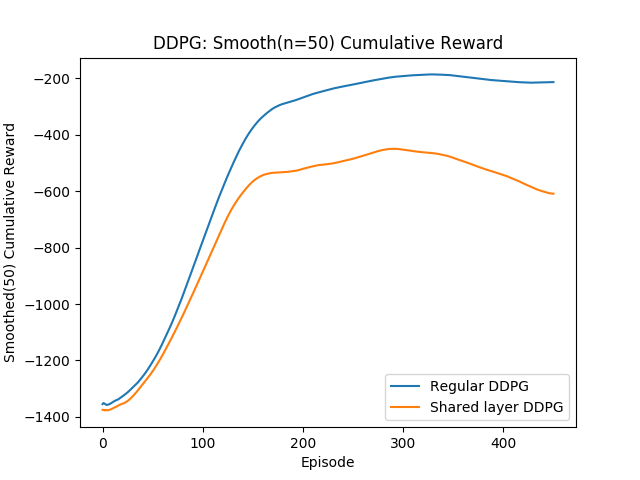 DDPG: Smooth(n=50) Cumulative Reward
Smoothed(50) Cumulative Reward
−200
−400
−600
−800
−1000
−1200
−1400
0
100
200
300
400
Episode
Regular DDPG
Shared layer DDPG